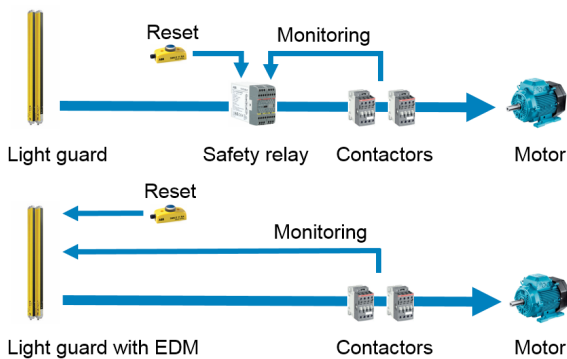 Reset
Monitoring
Light guard
Safety relay
Contactors
Motor
Reset
Monitoring
Light guard with EDM
Contactors
Motor